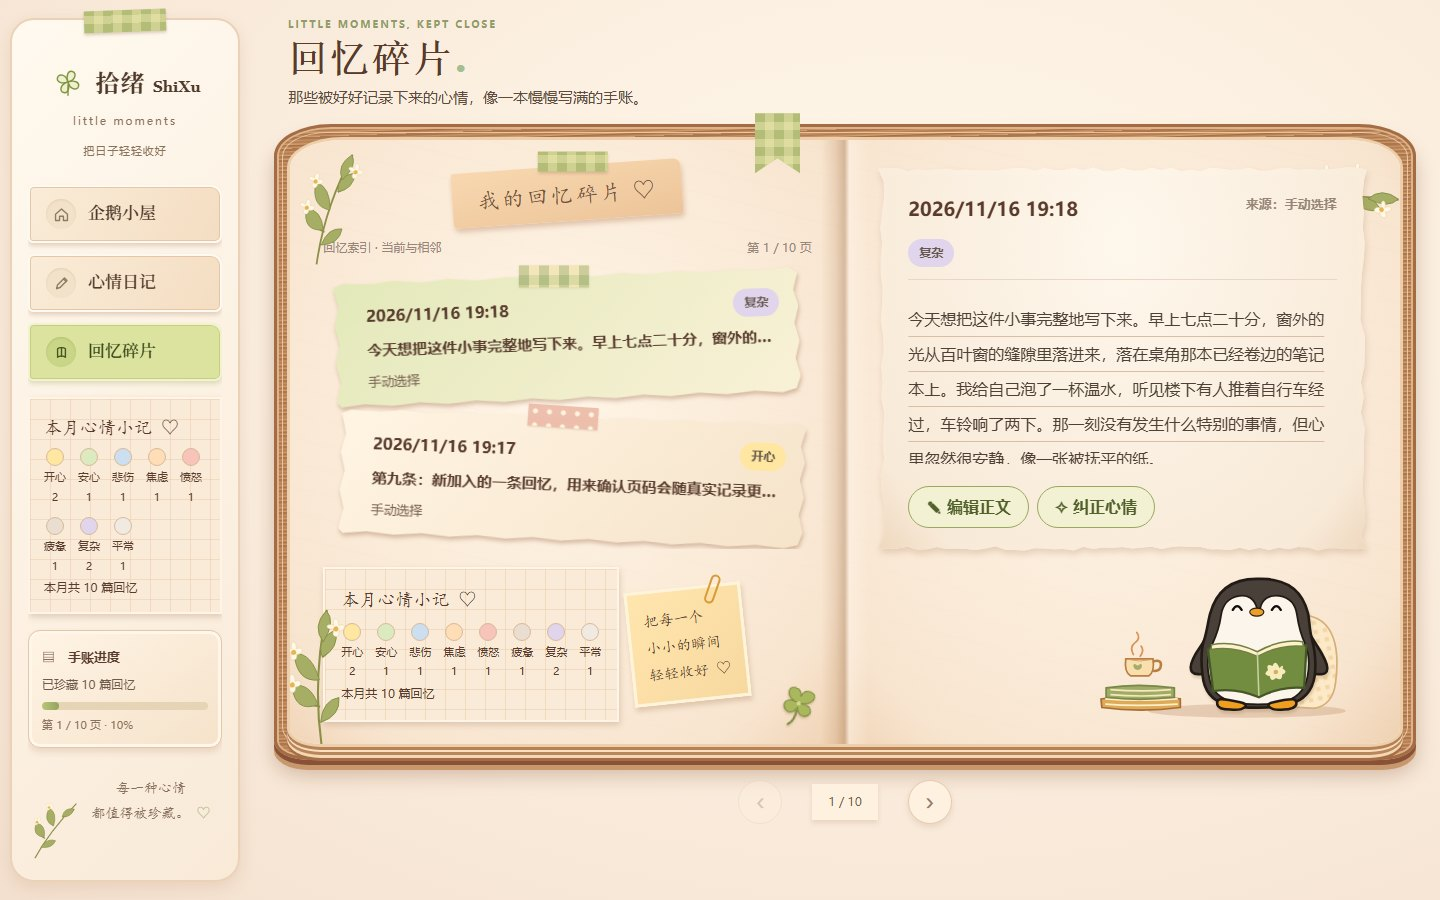 拾绪 ShiXu
little moments
把日子轻轻收好
企鹅小屋
心情日记
回忆碎片
本月心情小记 ♡
开心 安心 悲伤 焦虑 愤怒
2 1 1 1 1
疲惫 复杂 平常
1 2 1
本月共 10 篇回忆
手账进度
已珍藏 10 篇回忆
第 1 / 10 页 · 10%
每一种心情
都值得被珍藏。 ♡
LITTLE MOMENTS, KEPT CLOSE
回忆碎片.
那些被好好记录下来的心情，像一本慢慢写满的手账。
我的回忆碎片 ♡
回忆索引 · 当前与相邻
第 1 / 10 页
2026/11/16 19:18
复杂
今天想把这件小事完整地写下来。早上七点二十分，窗外的...
手动选择
2026/11/16 19:17
开心
第九条：新加入的一条回忆，用来确认页码会随真实记录更...
手动选择
本月心情小记 ♡
开心 安心 悲伤 焦虑 愤怒 疲惫 复杂 平常
2 1 1 1 1 1 2 1
本月共 10 篇回忆
把每一个
小小的瞬间
轻轻收好 ♡
2026/11/16 19:18
来源：手动选择
复杂
今天想把这件小事完整地写下来。早上七点二十分，窗外的
光从百叶窗的缝隙里落进来，落在桌角那本已经卷边的笔记
本上。我给自己泡了一杯温水，听见楼下有人推着自行车经
过，车铃响了两下。那一刻没有发生什么特别的事情，但心
里忽然很安静，像一张被抚平的纸。
编辑正文
纠正心情
‹
1 / 10
›